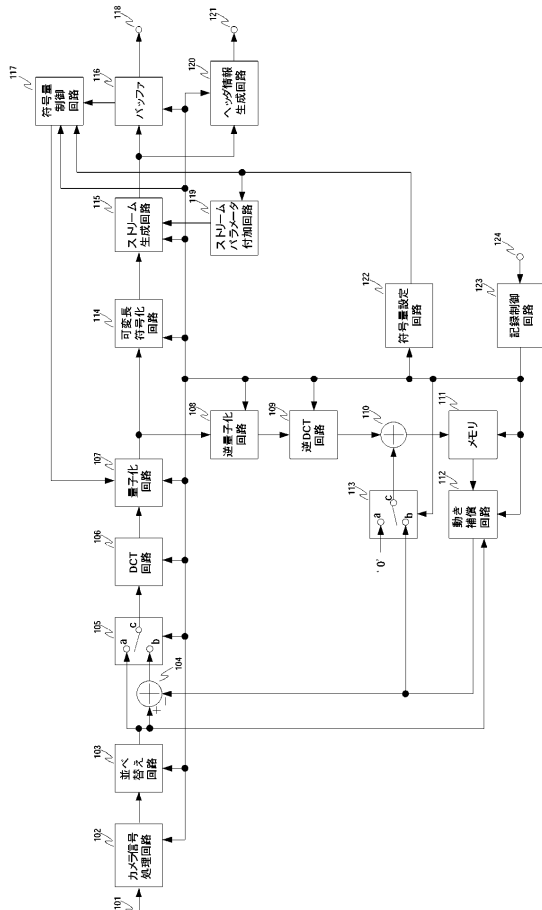 101
102
カメラ信号
処理回路
103
並べ
替え
回路
104
+
-
105
a
b
c
106
DCT
回路
107
量子化
回路
114
可変長
符号化
回路
115
ストリーム
生成回路
116
バッファ
117
符号量
制御
回路
118
119
ストリーム
パラメータ
付加回路
120
ヘッダ情報
生成回路
121
108
逆量子化
回路
109
逆DCT
回路
110
111
メモリ
112
動き
補償
回路
113
a
b
c
'0'
122
符号量設定
回路
123
記録制御
回路
124